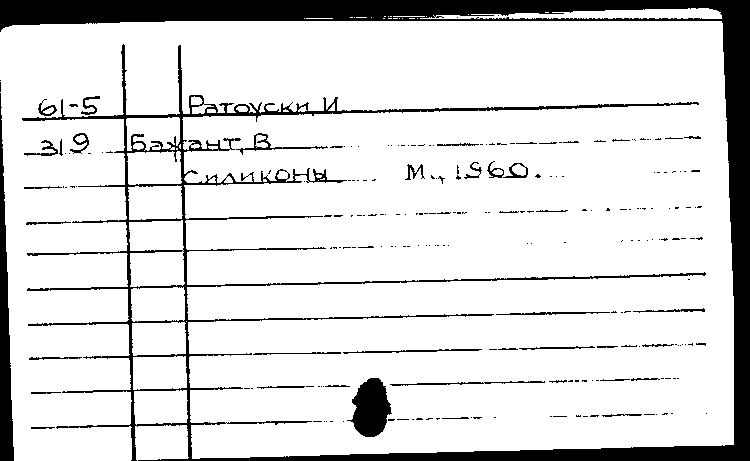 61-5 Ратоуски, И
319 Бажант, В
Силиконы М., 1960.